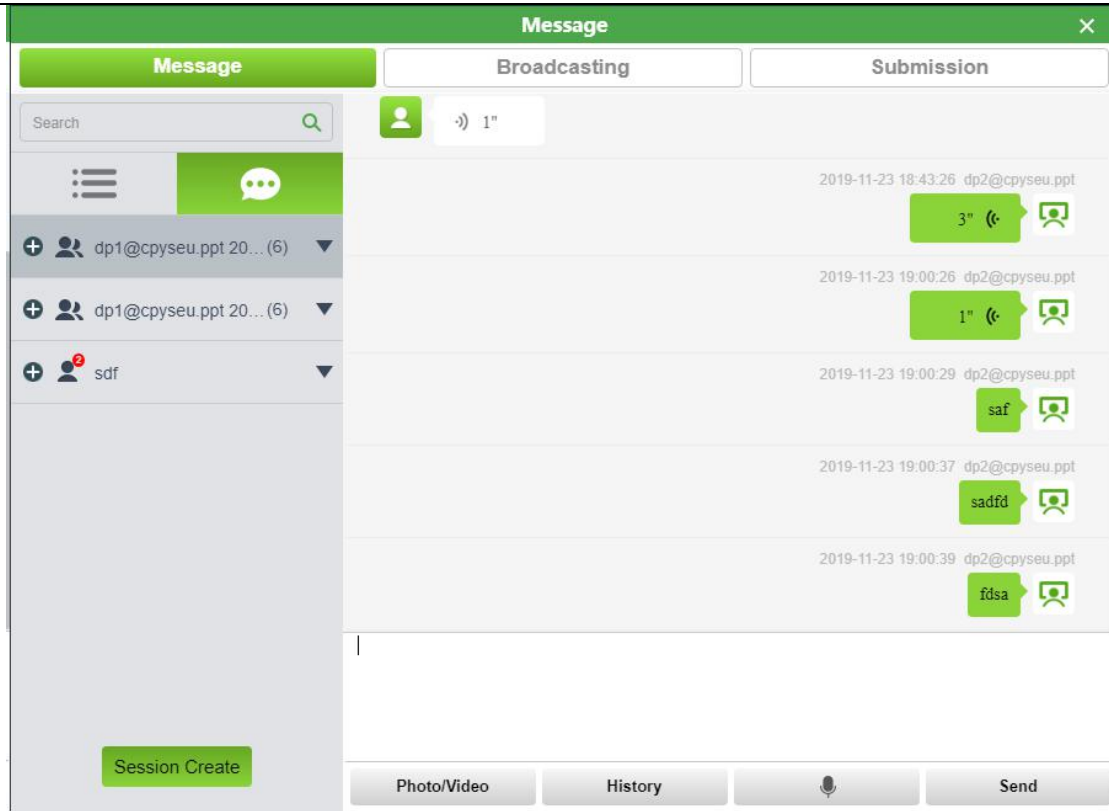 Message
Message
Broadcasting
Submission
Search
1"
2019-11-23 18:43:26 dp2@cpyseu.ppt
3"
dp1@cpyseu.ppt 20... (6)
2019-11-23 19:00:26 dp2@cpyseu.ppt
1"
dp1@cpyseu.ppt 20... (6)
2
sdf
2019-11-23 19:00:29 dp2@cpyseu.ppt
saf
2019-11-23 19:00:37 dp2@cpyseu.ppt
sadfd
2019-11-23 19:00:39 dp2@cpyseu.ppt
fdsa
Session Create
Photo/Video
History
Send